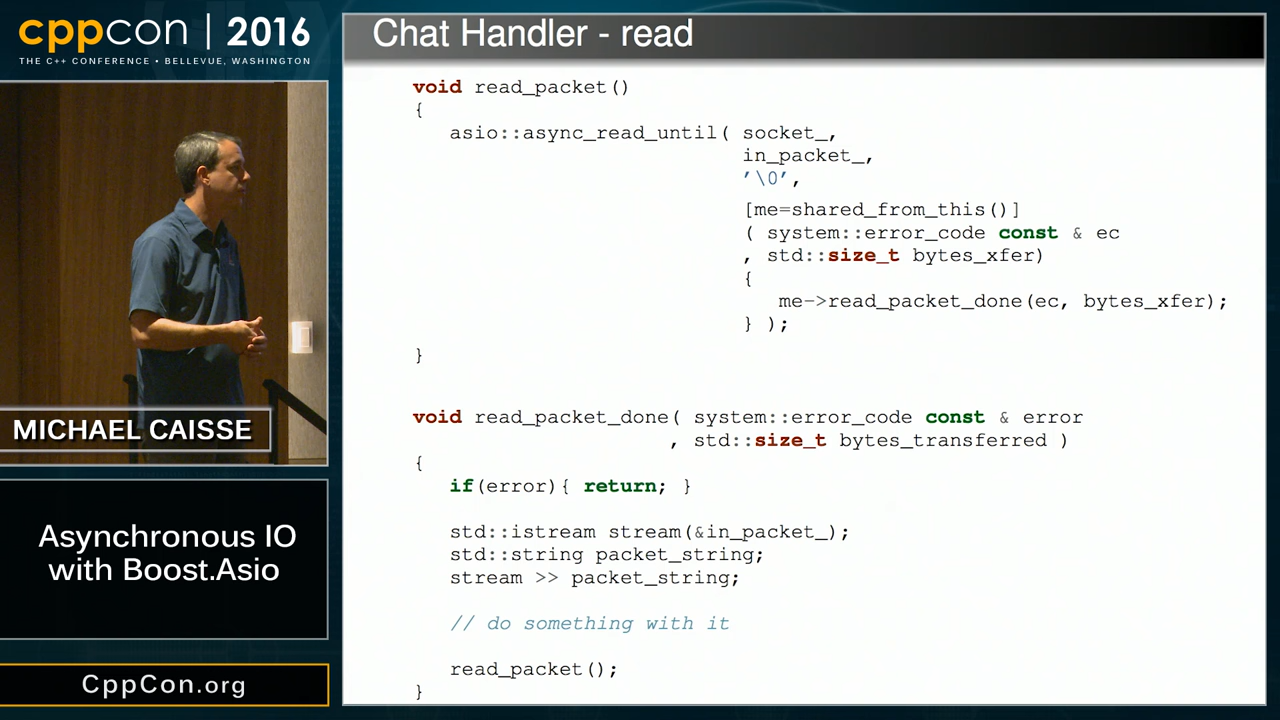 cppcon | 2016
THE C++ CONFERENCE • BELLEVUE, WASHINGTON
MICHAEL CAISSE
Asynchronous IO
with Boost.Asio
CppCon.org
Chat Handler - read
void read_packet()
{
asio::async_read_until( socket_,
in_packet_,
'\0',
[me=shared_from_this()]
( system::error_code const & ec
, std::size_t bytes_xfer)
{
me->read_packet_done(ec, bytes_xfer);
} );
}
void read_packet_done( system::error_code const & error
, std::size_t bytes_transferred )
{
if(error){ return; }
std::istream stream(&in_packet_);
std::string packet_string;
stream >> packet_string;
// do something with it
read_packet();
}